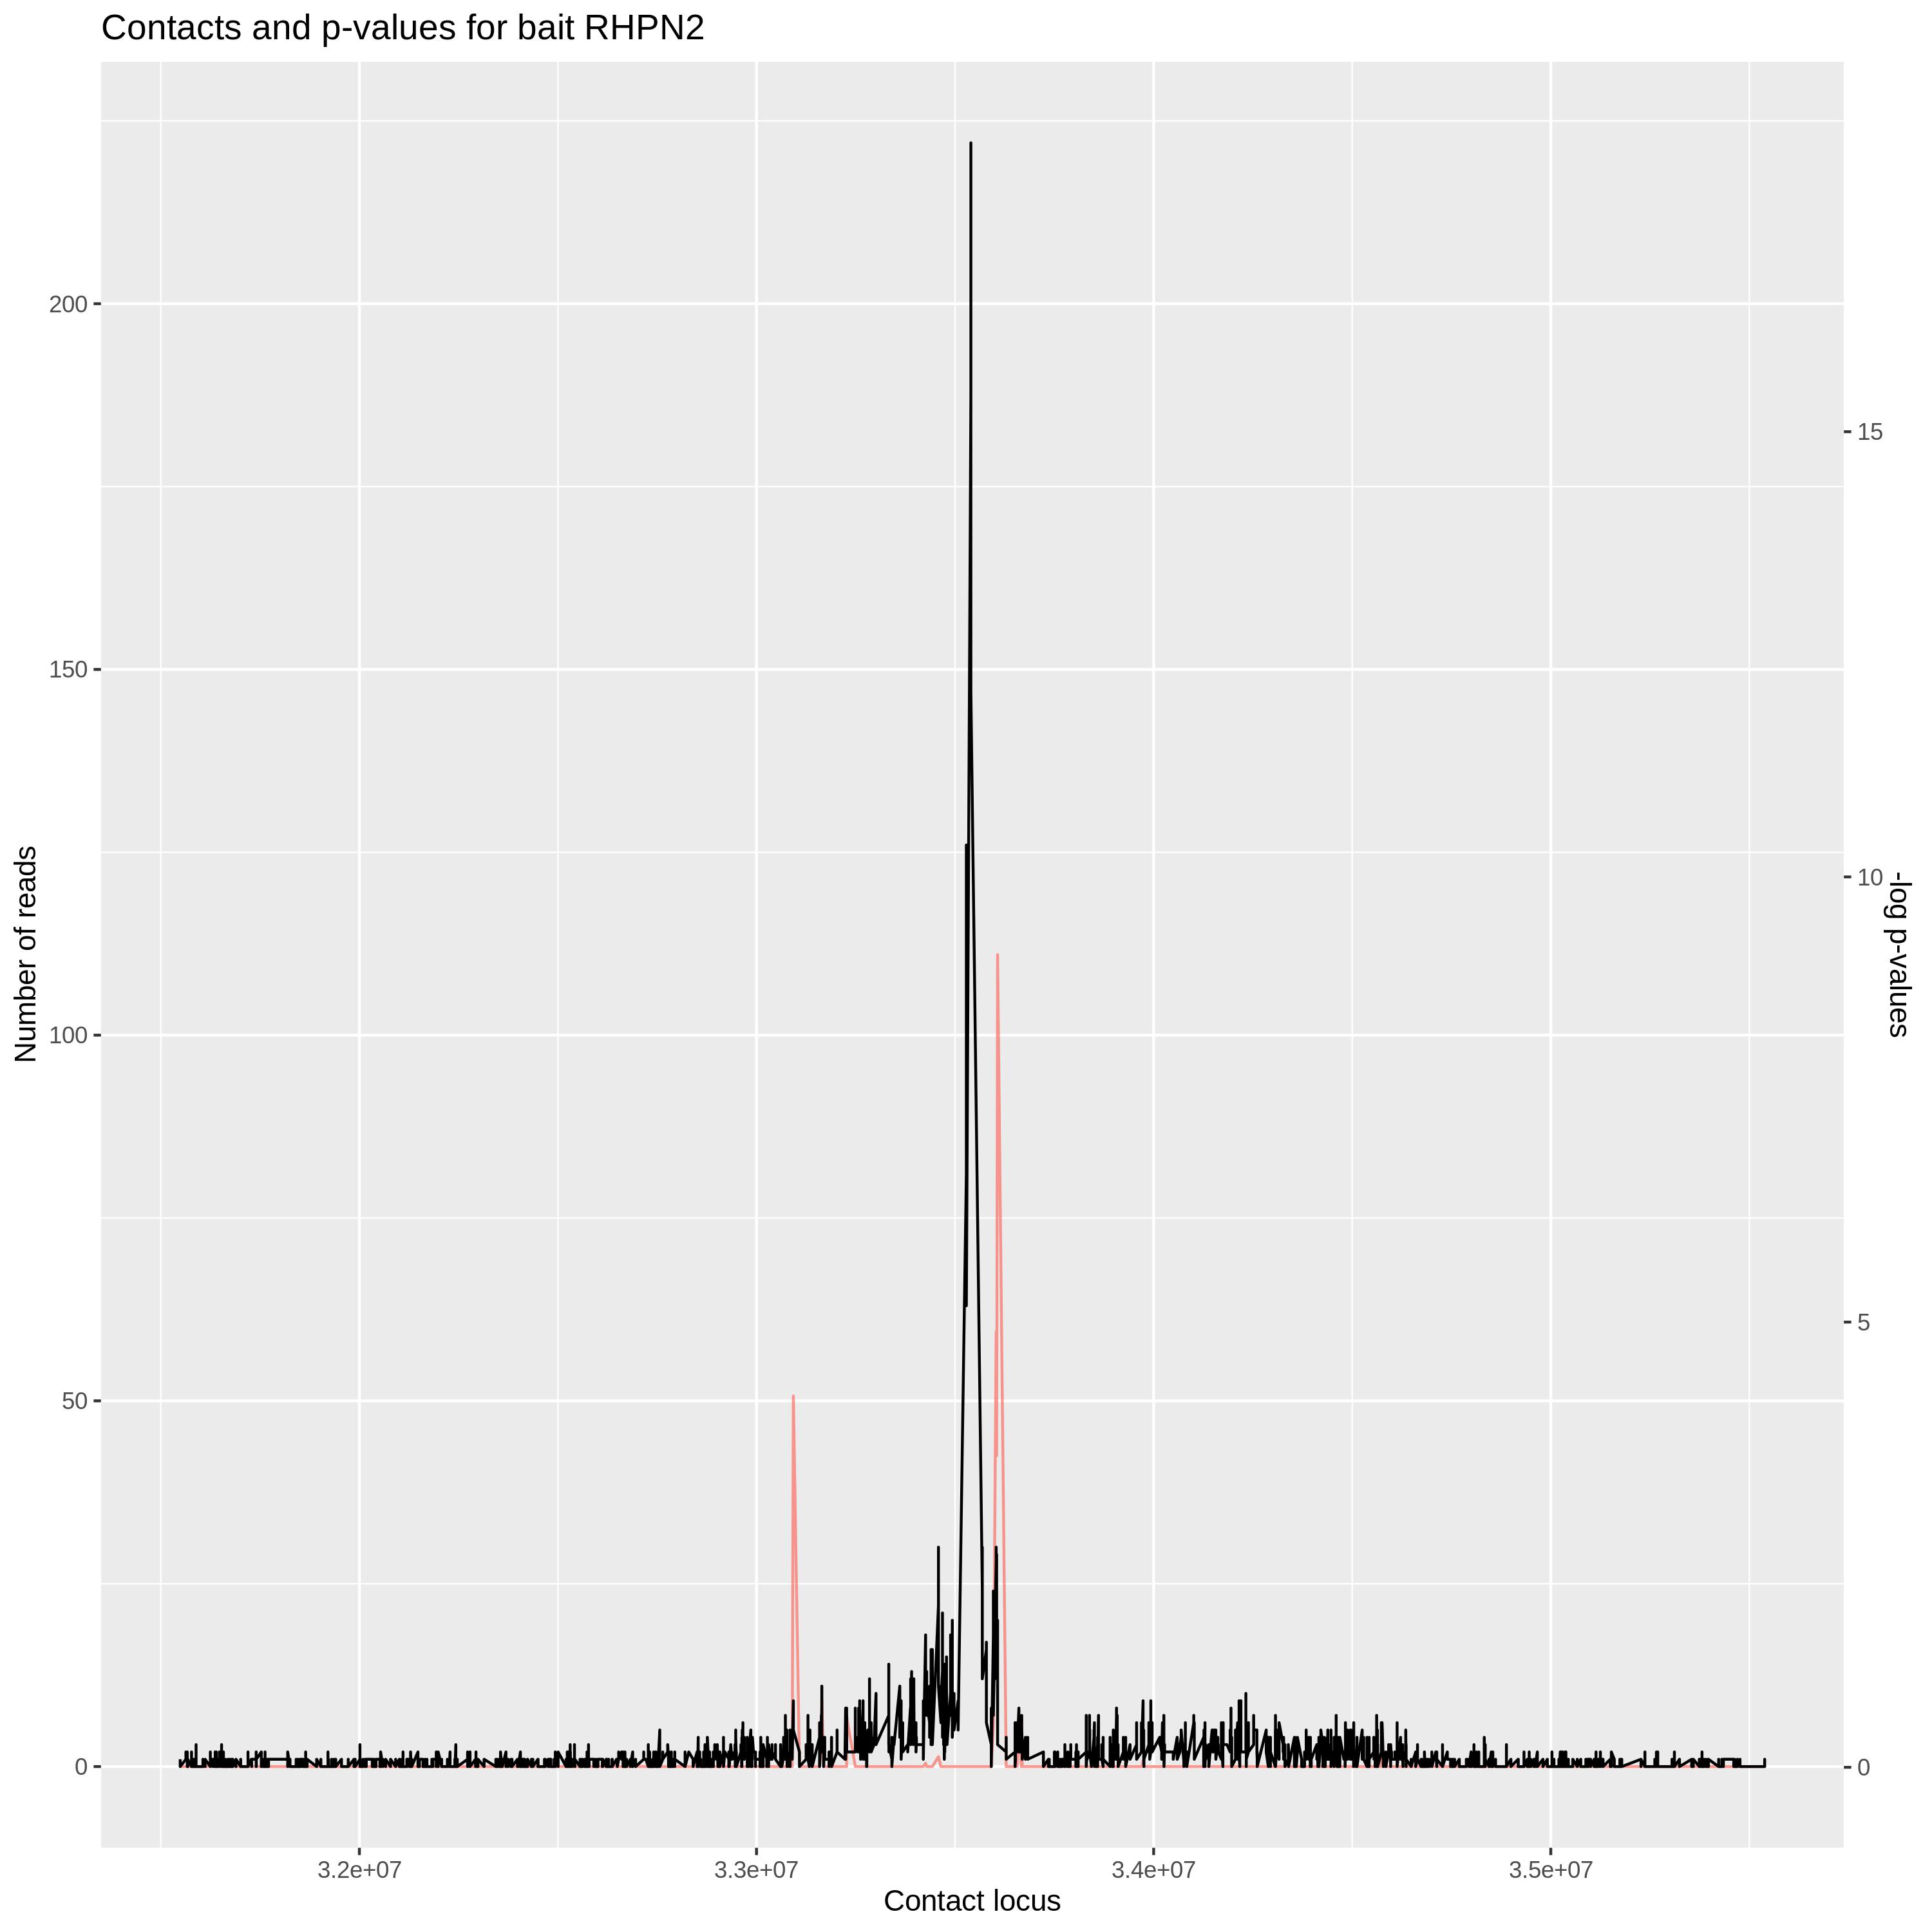 Contacts and p-values for bait RHPN2
Number of reads
200
150
100
50
0
15
10
5
0
-log p-values
3.2e+07
3.3e+07
3.4e+07
3.5e+07
Contact locus